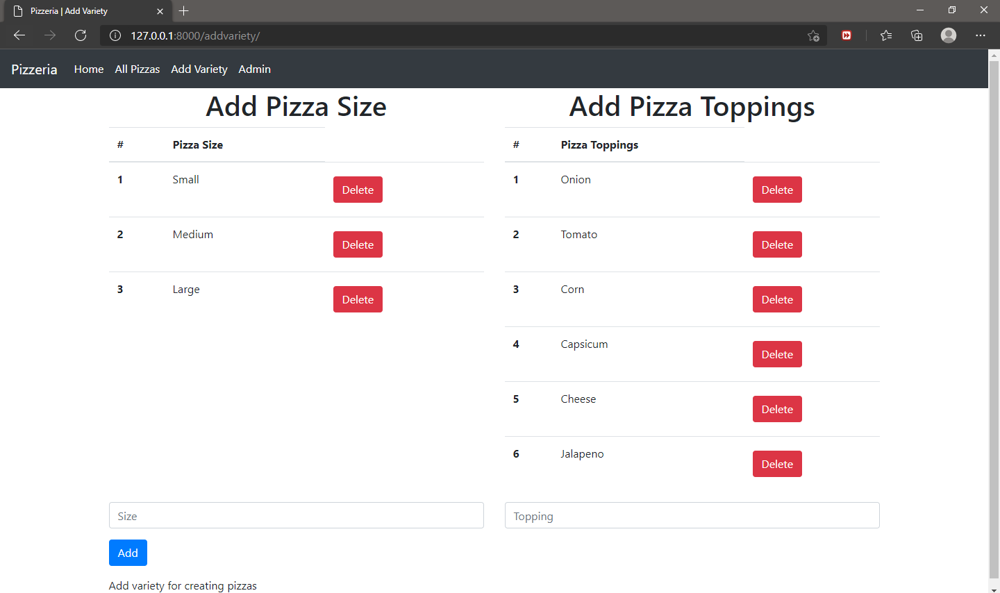 Pizzeria | Add Variety
127.0.0.1:8000/addvariety/
Pizzeria Home All Pizzas Add Variety Admin
Add Pizza Size
# Pizza Size
1 Small Delete
2 Medium Delete
3 Large Delete
Size
Add
Add variety for creating pizzas
Add Pizza Toppings
# Pizza Toppings
1 Onion Delete
2 Tomato Delete
3 Corn Delete
4 Capsicum Delete
5 Cheese Delete
6 Jalapeno Delete
Topping